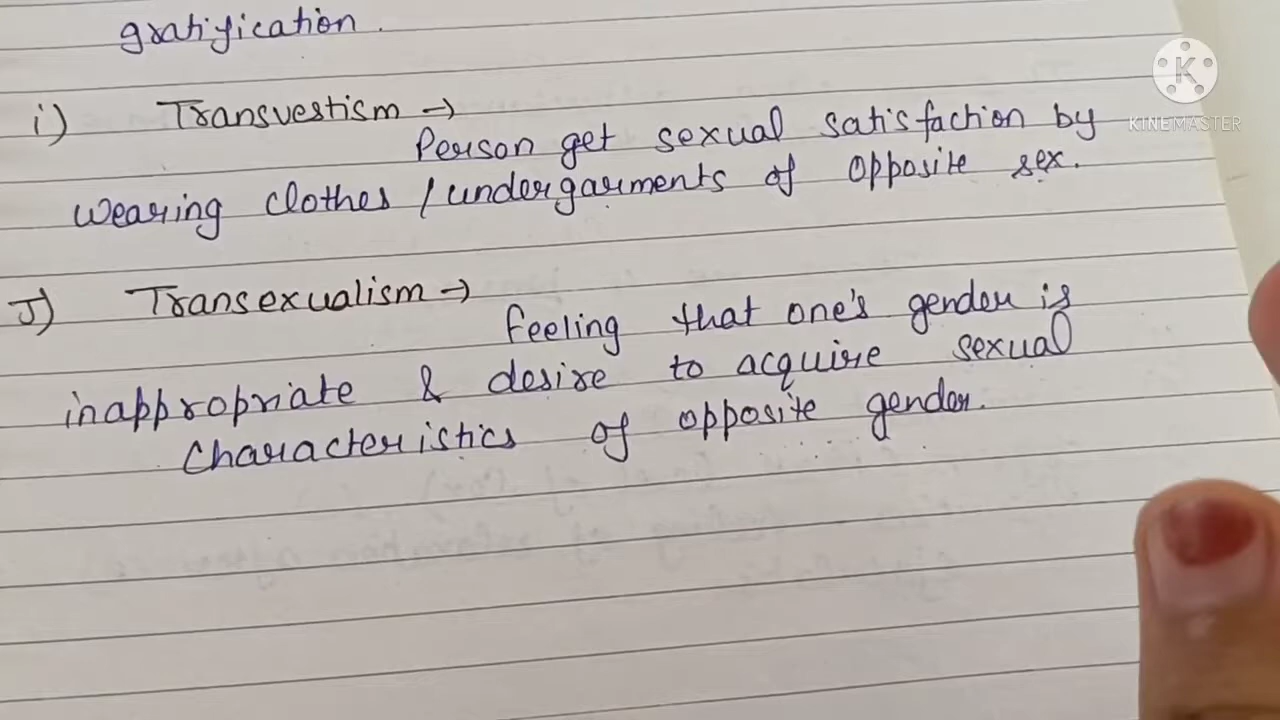 gratification.
i) Transvestism →
Person get sexual satisfaction by
wearing clothes / undergarments of opposite sex.
J) Transexualism →
feeling that one's gender is
inappropriate & desire to acquire sexual
characteristics of opposite gender.
K
KINEMASTER